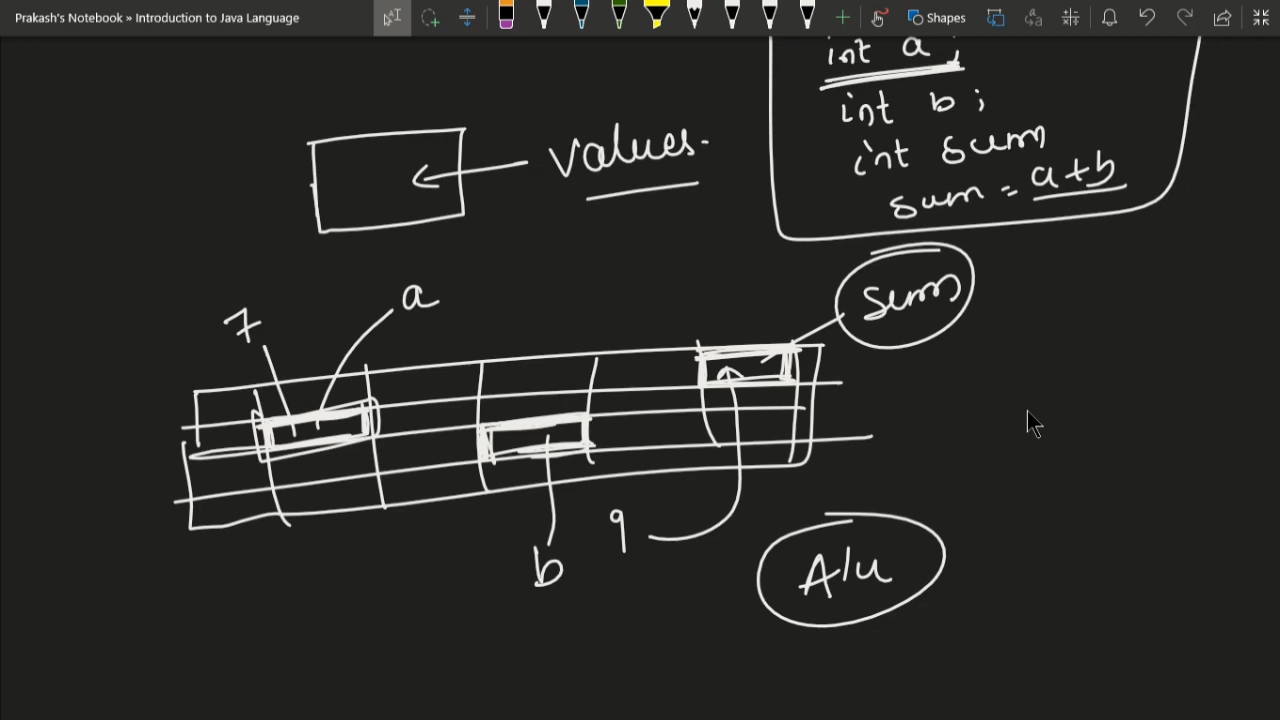 Prakash's Notebook » Introduction to Java Language
Shapes
int a ;
int b ;
int sum
sum = a+b
values.
sum
a
7
b
9
Alu